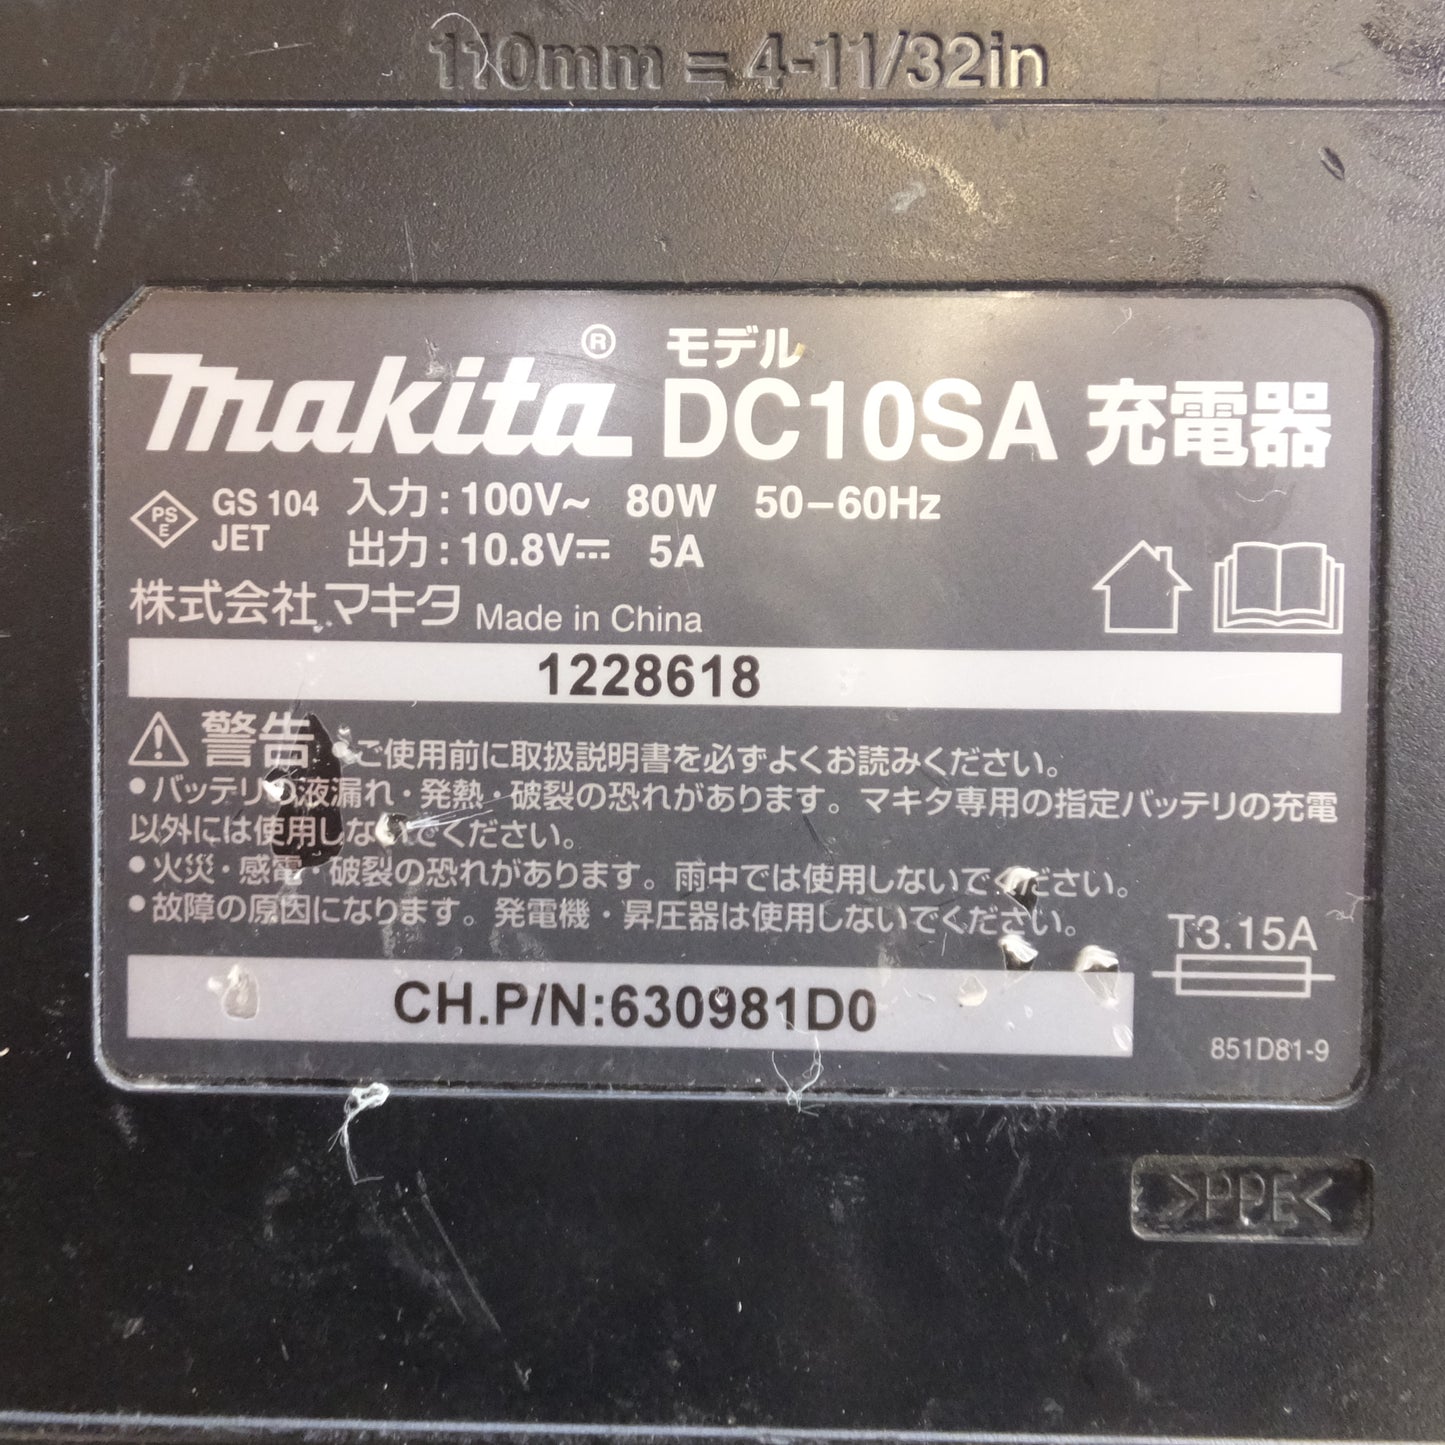 110mm = 4-11/32in
makita® モデル
DC10SA 充電器
PS E GS 104 JET
入力:100V~ 80W 50-60Hz
出力:10.8V⎓ 5A
株式会社マキタ Made in China
1228618
⚠ 警告 ご使用前に取扱説明書を必ずよくお読みください。
•バッテリの液漏れ・発熱・破裂の恐れがあります。マキタ専用の指定バッテリの充電
以外には使用しないでください。
•火災・感電・破裂の恐れがあります。雨中では使用しないでください。
•故障の原因になります。発電機・昇圧器は使用しないでください。
T3.15A
CH.P/N:630981D0
851D81-9
>PPE<